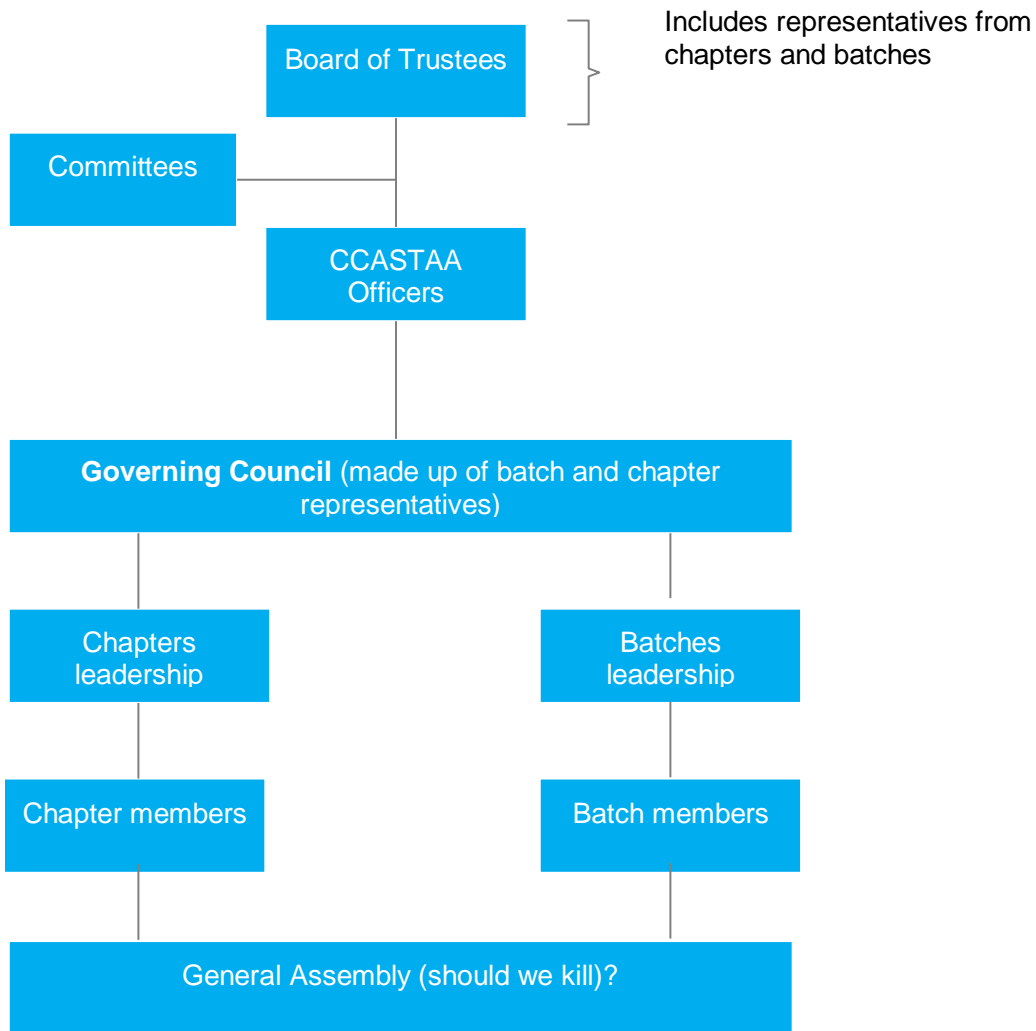 Includes representatives from
chapters and batches
Board of Trustees
Committees
CCASTAA
Officers
Governing Council (made up of batch and chapter
representatives)
Chapters
leadership
Batches
leadership
Chapter members
Batch members
General Assembly (should we kill)?